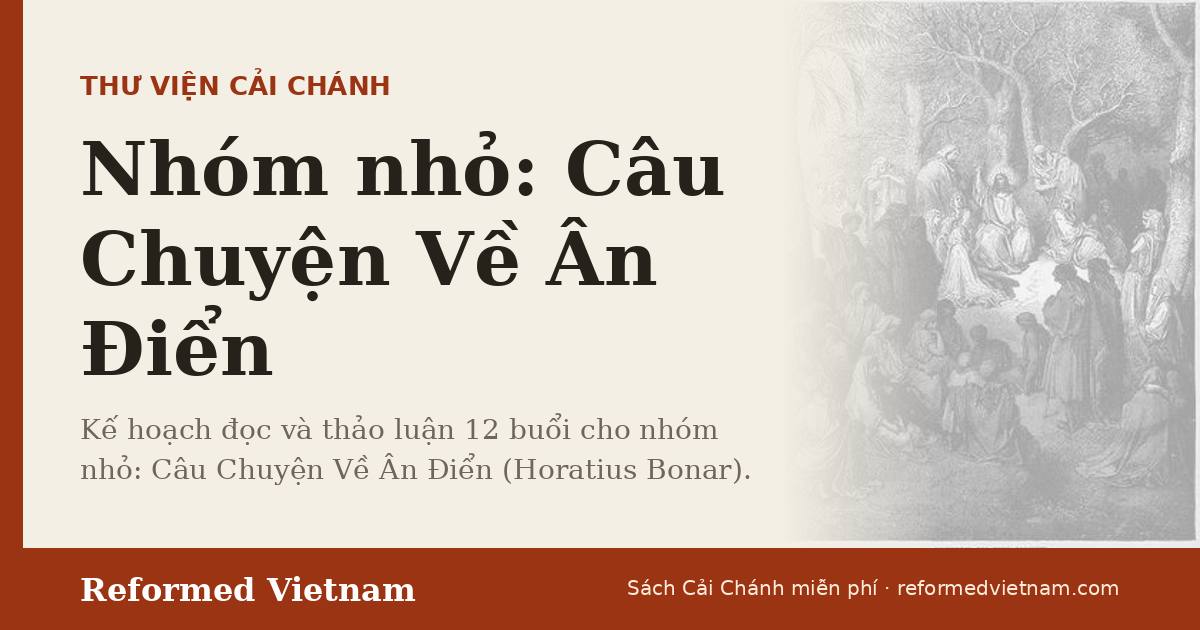 THƯ VIỆN CẢI CHÁNH
Nhóm nhỏ: Câu
Chuyện Về Ân
Điển
Kế hoạch đọc và thảo luận 12 buổi cho nhóm
nhỏ: Câu Chuyện Về Ân Điển (Horatius Bonar).
Reformed Vietnam
Sách Cải Chánh miễn phí · reformedvietnam.com